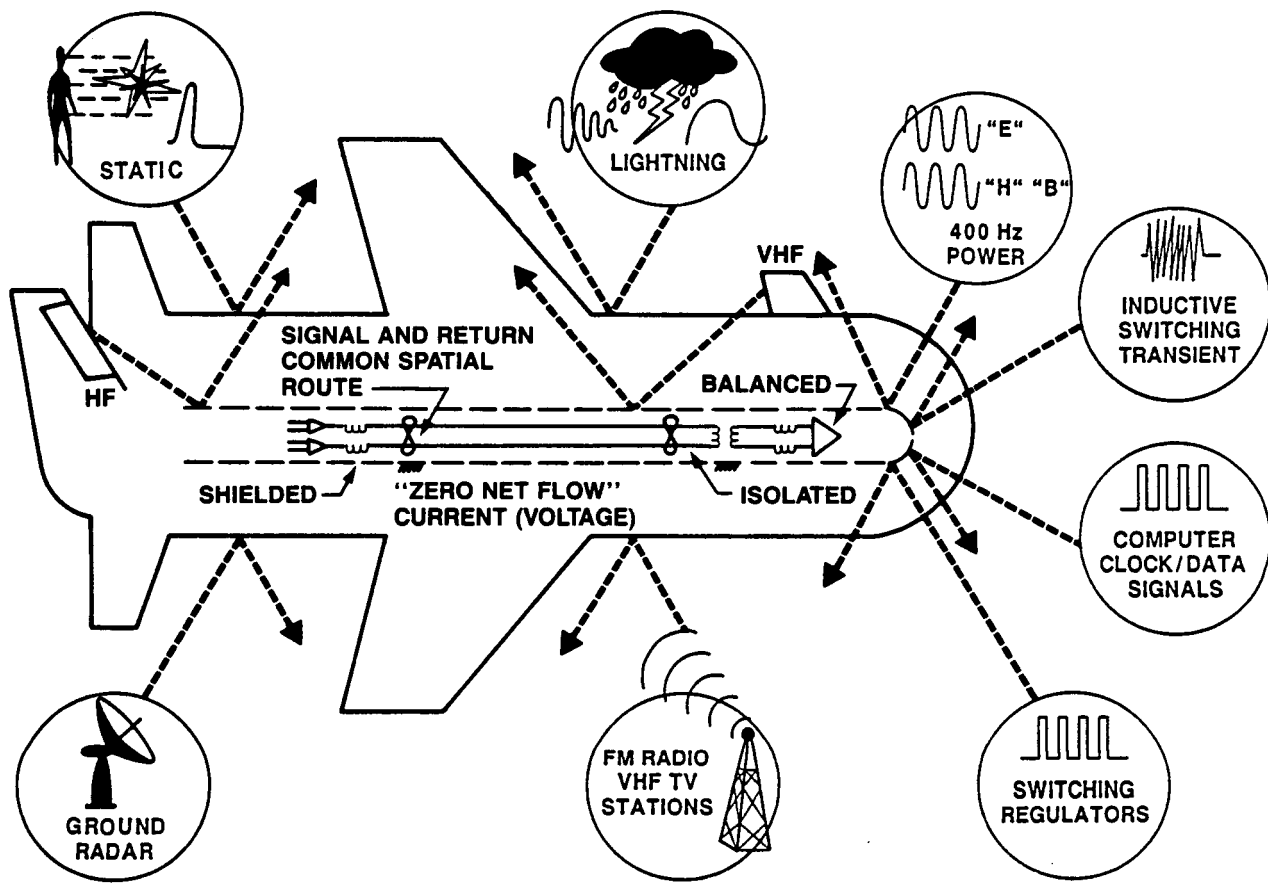 STATIC
LIGHTNING
"E"
"H" "B"
400 Hz
POWER
VHF
INDUCTIVE
SWITCHING
TRANSIENT
SIGNAL AND RETURN
COMMON SPATIAL
ROUTE
HF
BALANCED
SHIELDED
"ZERO NET FLOW"
CURRENT (VOLTAGE)
ISOLATED
COMPUTER
CLOCK/DATA
SIGNALS
GROUND
RADAR
FM RADIO
VHF TV
STATIONS
SWITCHING
REGULATORS